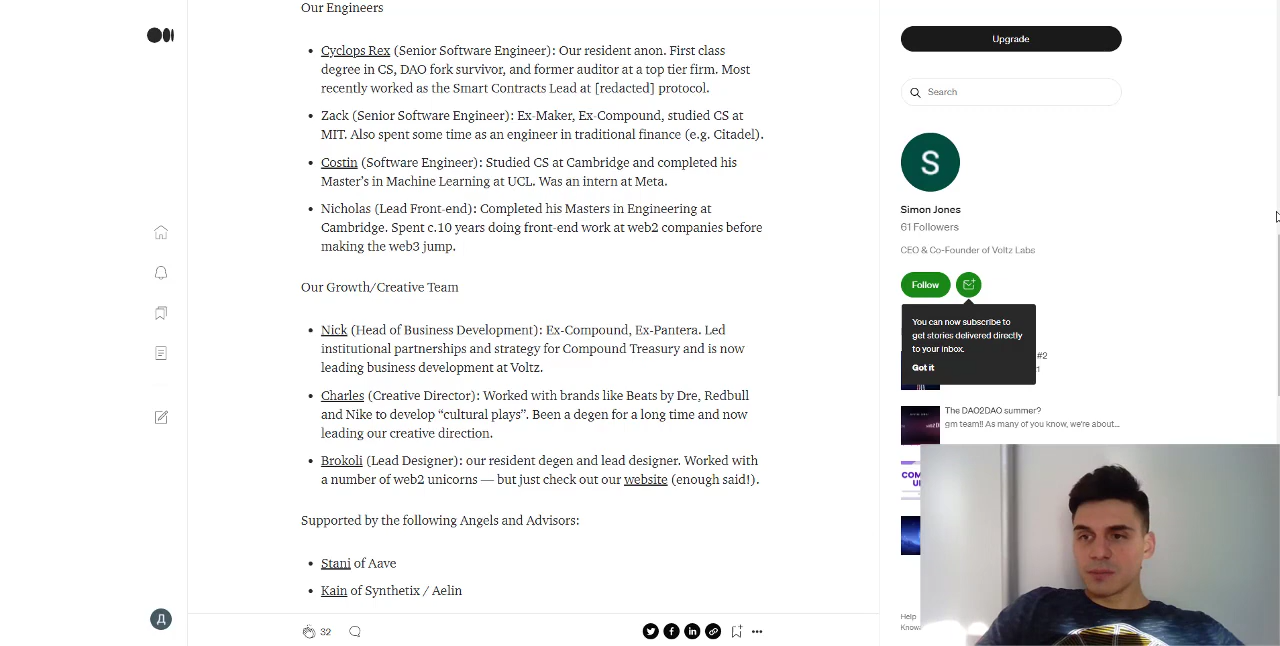 Our Engineers
Cyclops Rex (Senior Software Engineer): Our resident anon. First class
degree in CS, DAO fork survivor, and former auditor at a top tier firm. Most
recently worked as the Smart Contracts Lead at [redacted] protocol.
Zack (Senior Software Engineer): Ex-Maker, Ex-Compound, studied CS at
MIT. Also spent some time as an engineer in traditional finance (e.g. Citadel).
Costin (Software Engineer): Studied CS at Cambridge and completed his
Master's in Machine Learning at UCL. Was an intern at Meta.
Nicholas (Lead Front-end): Completed his Masters in Engineering at
Cambridge. Spent c.10 years doing front-end work at web2 companies before
making the web3 jump.
Our Growth/Creative Team
Nick (Head of Business Development): Ex-Compound, Ex-Pantera. Led
institutional partnerships and strategy for Compound Treasury and is now
leading business development at Voltz.
Charles (Creative Director): Worked with brands like Beats by Dre, Redbull
and Nike to develop “cultural plays”. Been a degen for a long time and now
leading our creative direction.
Brokoli (Lead Designer): our resident degen and lead designer. Worked with
a number of web2 unicorns — but just check out our website (enough said!).
Supported by the following Angels and Advisors:
Stani of Aave
Kain of Synthetix / Aelin
32
Д
Upgrade
Search
S
Simon Jones
61 Followers
CEO & Co-Founder of Voltz Labs
Follow
You can now subscribe to
get stories delivered directly
to your inbox.
Got it
#2
1
The DAO2DAO summer?
gm team!! As many of you know, we're about...
COM
U
Help
Know